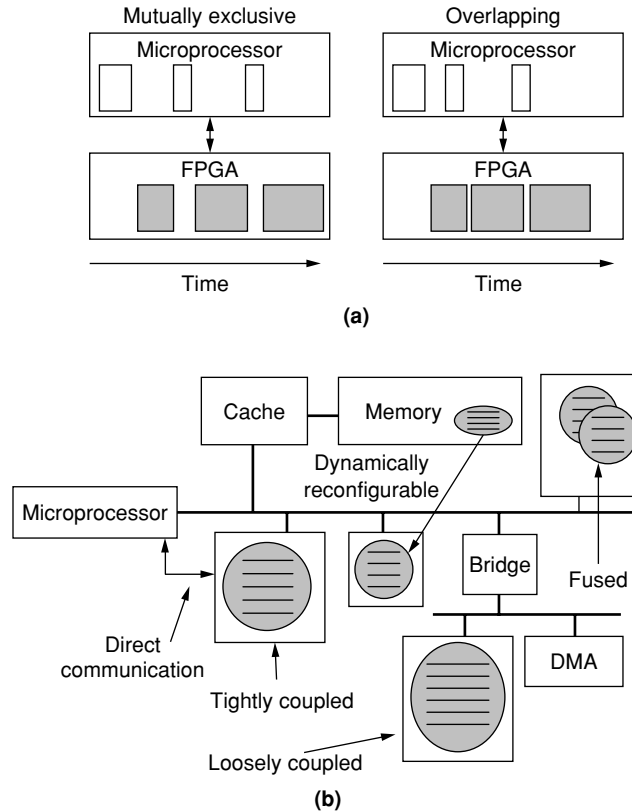 Mutually exclusive
Overlapping
Microprocessor
Microprocessor
FPGA
FPGA
Time
Time
(a)
Cache
Memory
Dynamically
reconfigurable
Microprocessor
Bridge
Fused
Direct
communication
DMA
Tightly coupled
Loosely coupled
(b)